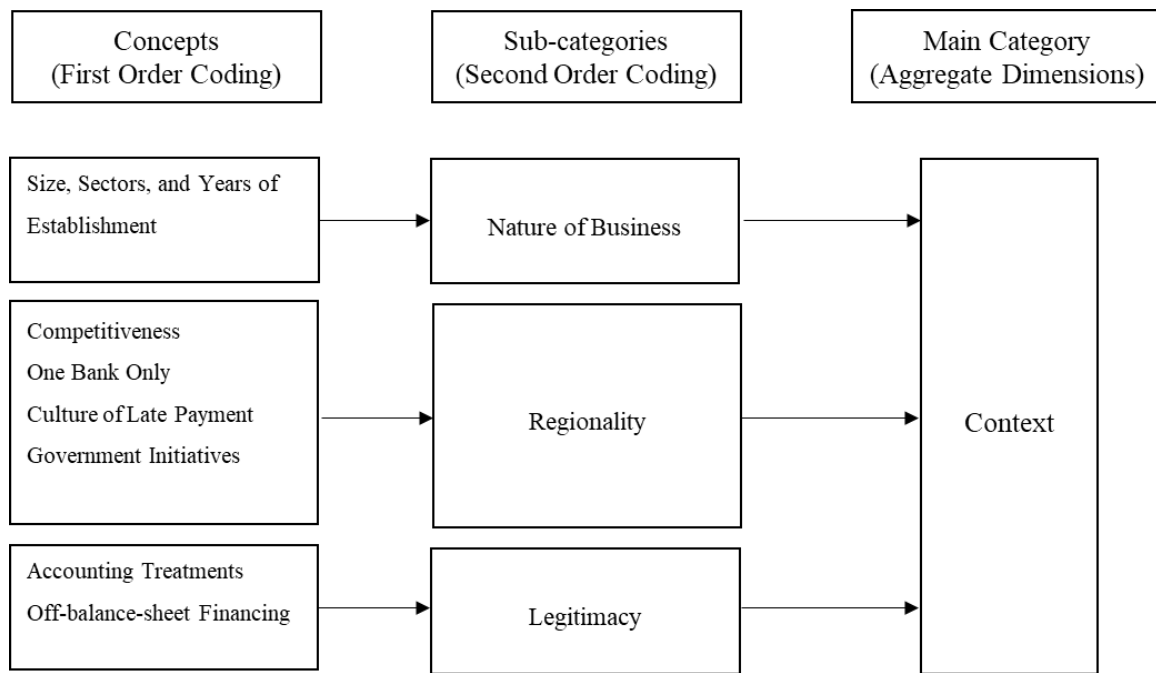 Concepts
(First Order Coding)
Sub-categories
(Second Order Coding)
Main Category
(Aggregate Dimensions)
Size, Sectors, and Years of
Establishment
Nature of Business
Competitiveness
One Bank Only
Culture of Late Payment
Government Initiatives
Regionality
Context
Accounting Treatments
Off-balance-sheet Financing
Legitimacy